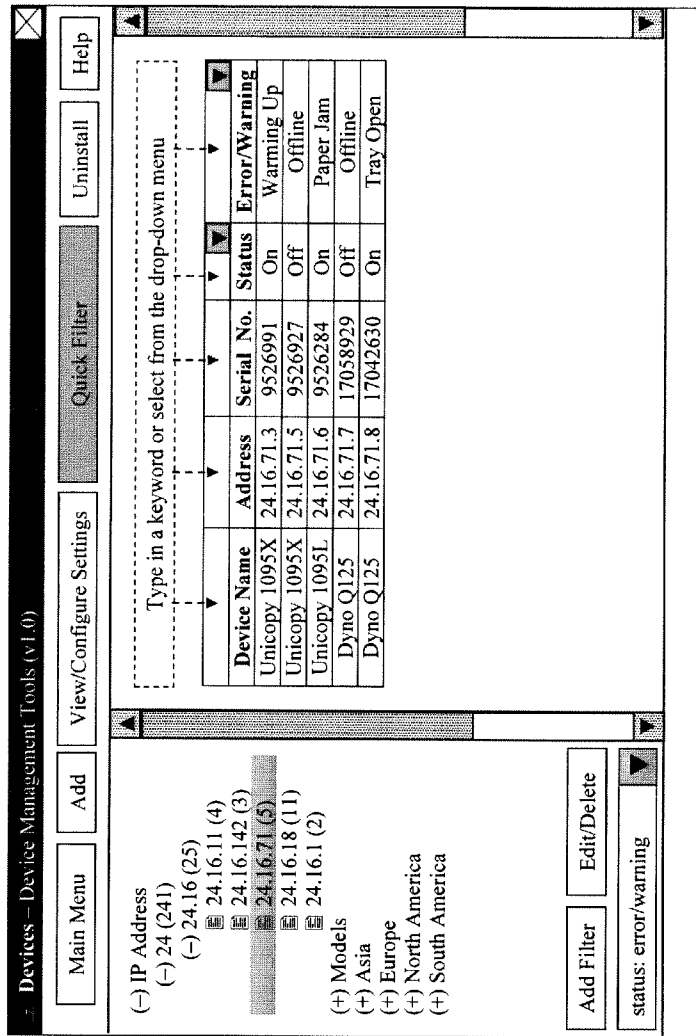 Devices – Device Management Tools (v1.0)
Main Menu
Add
View/Configure Settings
Quick Filter
Uninstall
Help
(–) IP Address
(–) 24 (241)
(–) 24.16 (25)
24.16.11 (4)
24.16.142 (3)
24.16.71 (5)
24.16.18 (11)
24.16.1 (2)
(+) Models
(+) Asia
(+) Europe
(+) North America
(+) South America
Add Filter
Edit/Delete
status: error/warning
Type in a keyword or select from the drop-down menu
Device Name Address Serial No. Status Error/Warning
Unicopy 1095X 24.16.71.3 9526991 On Warming Up
Unicopy 1095X 24.16.71.5 9526927 Off Offline
Unicopy 1095L 24.16.71.6 9526284 On Paper Jam
Dyno Q125 24.16.71.7 17058929 Off Offline
Dyno Q125 24.16.71.8 17042630 On Tray Open